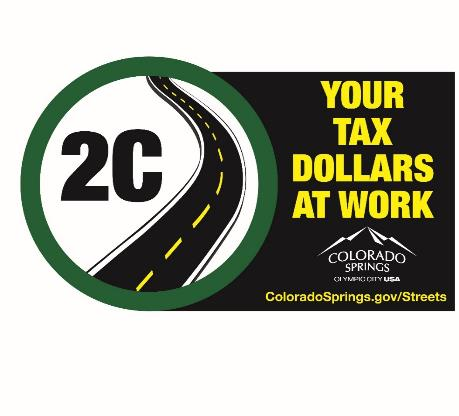 2C
YOUR
TAX
DOLLARS
AT WORK
COLORADO
SPRINGS
OLYMPIC CITY USA
ColoradoSprings.gov/Streets